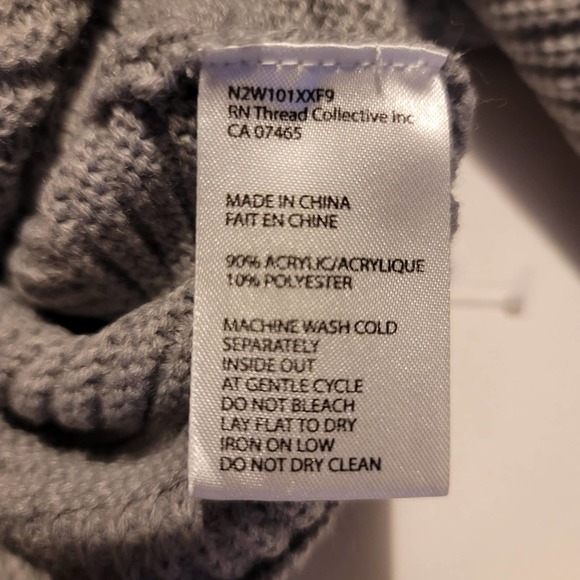 N2W101XXF9
RN Thread Collective Inc
CA 07465
MADE IN CHINA
FAIT EN CHINE
90% ACRYLIC/ACRYLIQUE
10% POLYESTER
MACHINE WASH COLD
SEPARATELY
INSIDE OUT
AT GENTLE CYCLE
DO NOT BLEACH
LAY FLAT TO DRY
IRON ON LOW
DO NOT DRY CLEAN